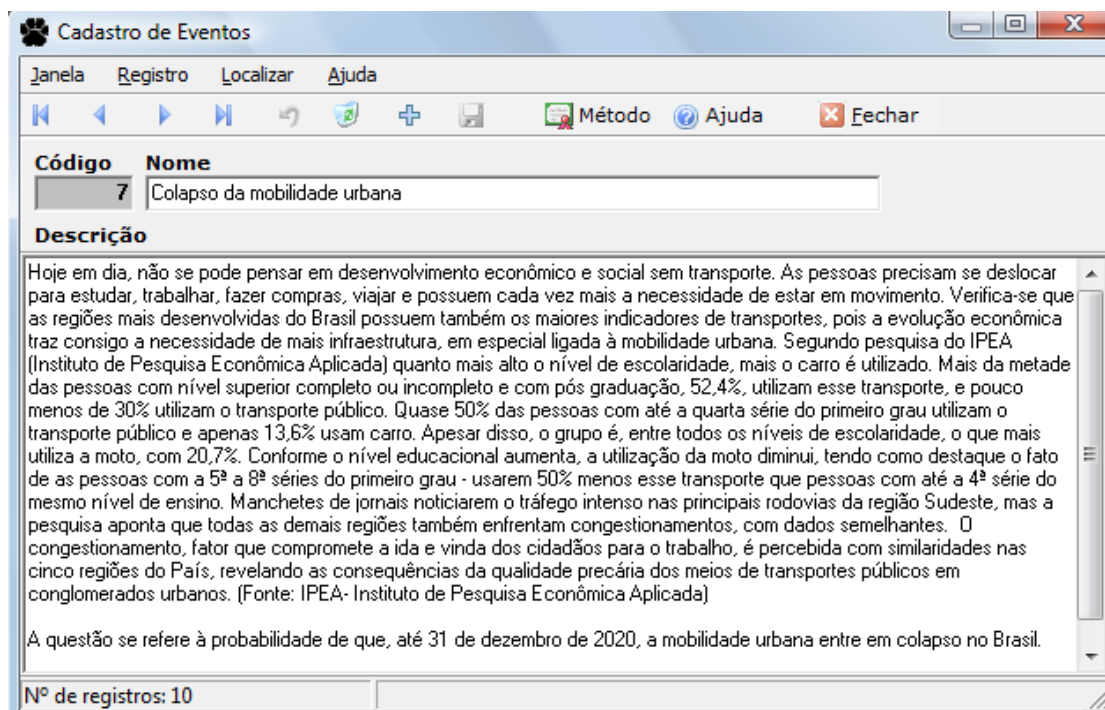 Cadastro de Eventos
Janela Registro Localizar Ajuda
Método Ajuda Fechar
Código Nome
7 Colapso da mobilidade urbana
Descrição
Hoje em dia, não se pode pensar em desenvolvimento econômico e social sem transporte. As pessoas precisam se deslocar
para estudar, trabalhar, fazer compras, viajar e possuem cada vez mais a necessidade de estar em movimento. Verifica-se que
as regiões mais desenvolvidas do Brasil possuem também os maiores indicadores de transportes, pois a evolução econômica
traz consigo a necessidade de mais infraestrutura, em especial ligada à mobilidade urbana. Segundo pesquisa do IPEA
(Instituto de Pesquisa Econômica Aplicada) quanto mais alto o nível de escolaridade, mais o carro é utilizado. Mais da metade
das pessoas com nível superior completo ou incompleto e com pós graduação, 52,4%, utilizam esse transporte, e pouco
menos de 30% utilizam o transporte público. Quase 50% das pessoas com até a quarta série do primeiro grau utilizam o
transporte público e apenas 13,6% usam carro. Apesar disso, o grupo é, entre todos os níveis de escolaridade, o que mais
utiliza a moto, com 20,7%. Conforme o nível educacional aumenta, a utilização da moto diminui, tendo como destaque o fato
de as pessoas com a 5ª a 8ª séries do primeiro grau - usarem 50% menos esse transporte que pessoas com até a 4ª série do
mesmo nível de ensino. Manchetes de jornais noticiarem o tráfego intenso nas principais rodovias da região Sudeste, mas a
pesquisa aponta que todas as demais regiões também enfrentam congestionamentos, com dados semelhantes. O
congestionamento, fator que compromete a ida e vinda dos cidadãos para o trabalho, é percebida com similaridades nas
cinco regiões do País, revelando as consequências da qualidade precária dos meios de transportes públicos em
conglomerados urbanos. (Fonte: IPEA- Instituto de Pesquisa Econômica Aplicada)
A questão se refere à probabilidade de que, até 31 de dezembro de 2020, a mobilidade urbana entre em colapso no Brasil.
Nº de registros: 10